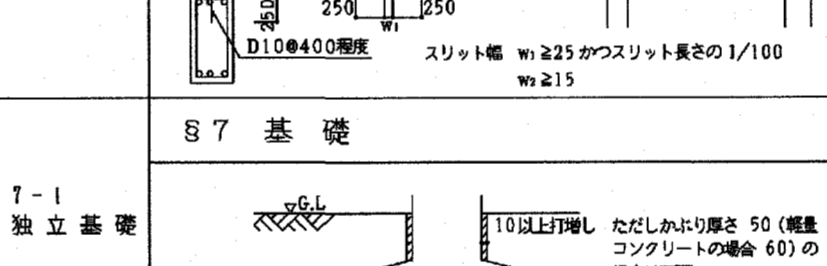 250
250
250
W1
D10@400程度
スリット幅 W1≧25かつスリット長さの1/100
W2≧15
§7 基礎
7-1
独立基礎
▽G.L
10以上打増し ただしかぶり厚さ 50(軽量
コンクリートの場合 60)の